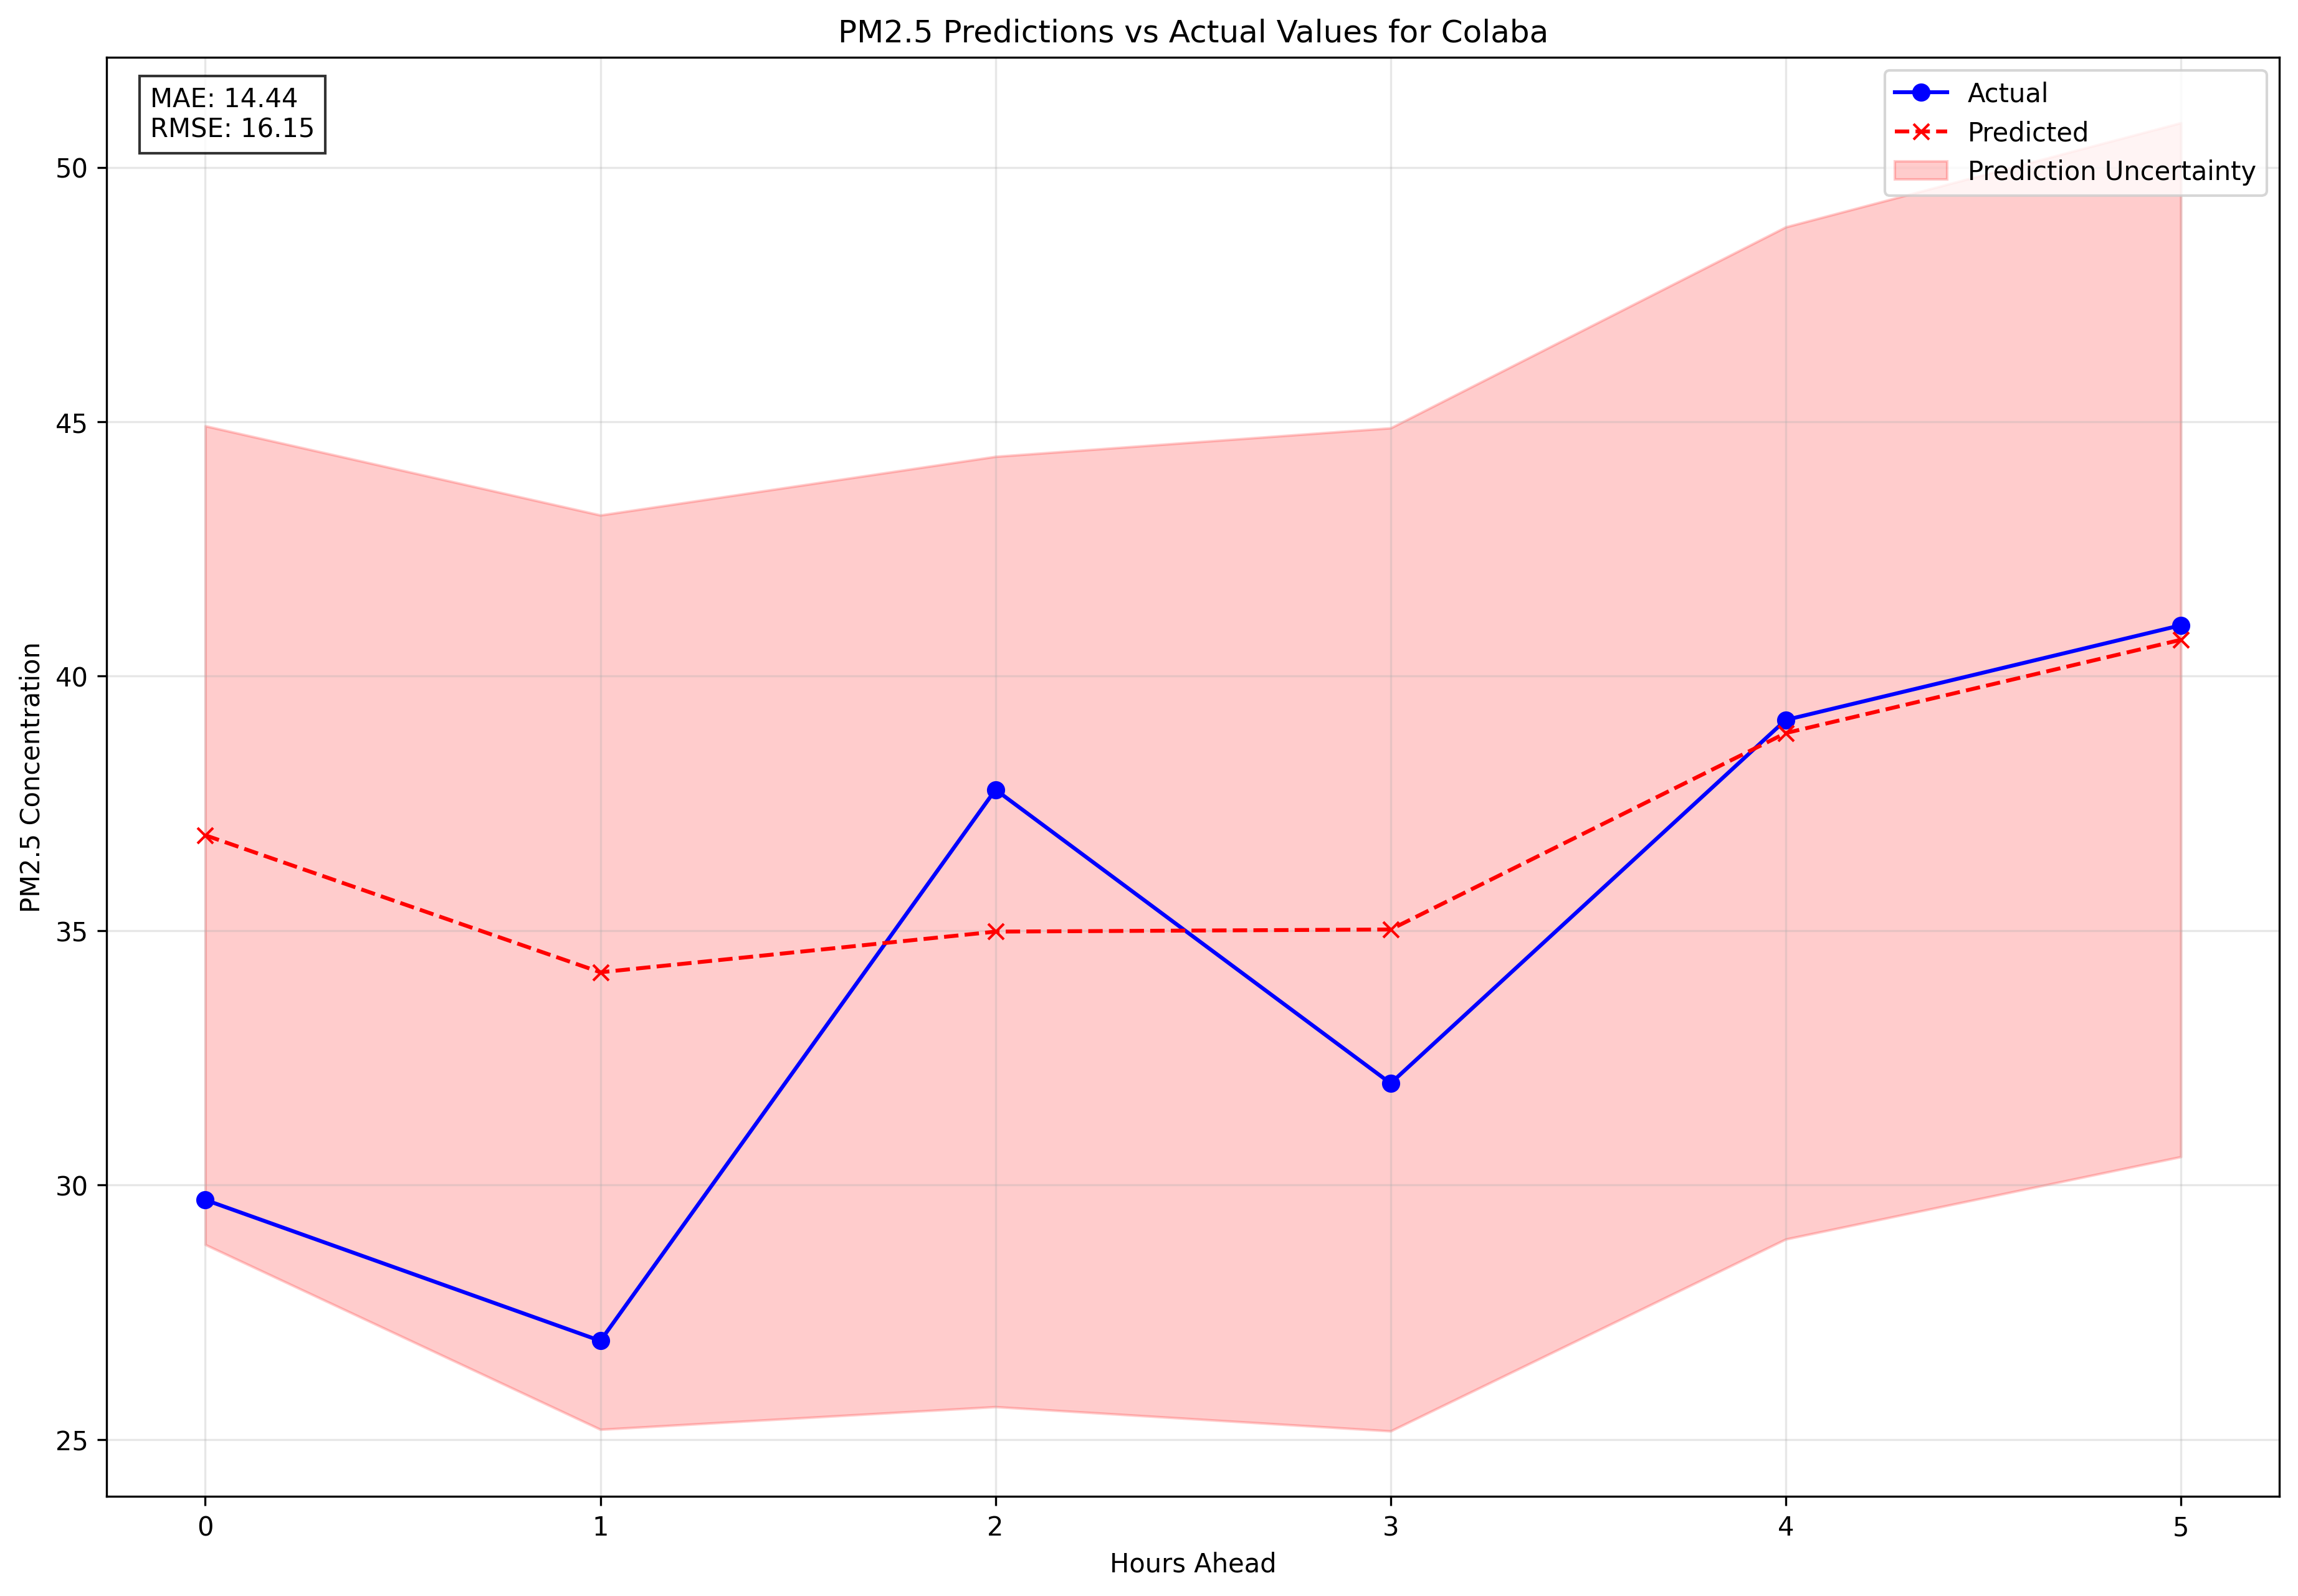 PM2.5 Predictions vs Actual Values for Colaba
MAE: 14.44
RMSE: 16.15
Actual
Predicted
Prediction Uncertainty
PM2.5 Concentration
50
45
40
35
30
25
0 1 2 3 4 5
Hours Ahead